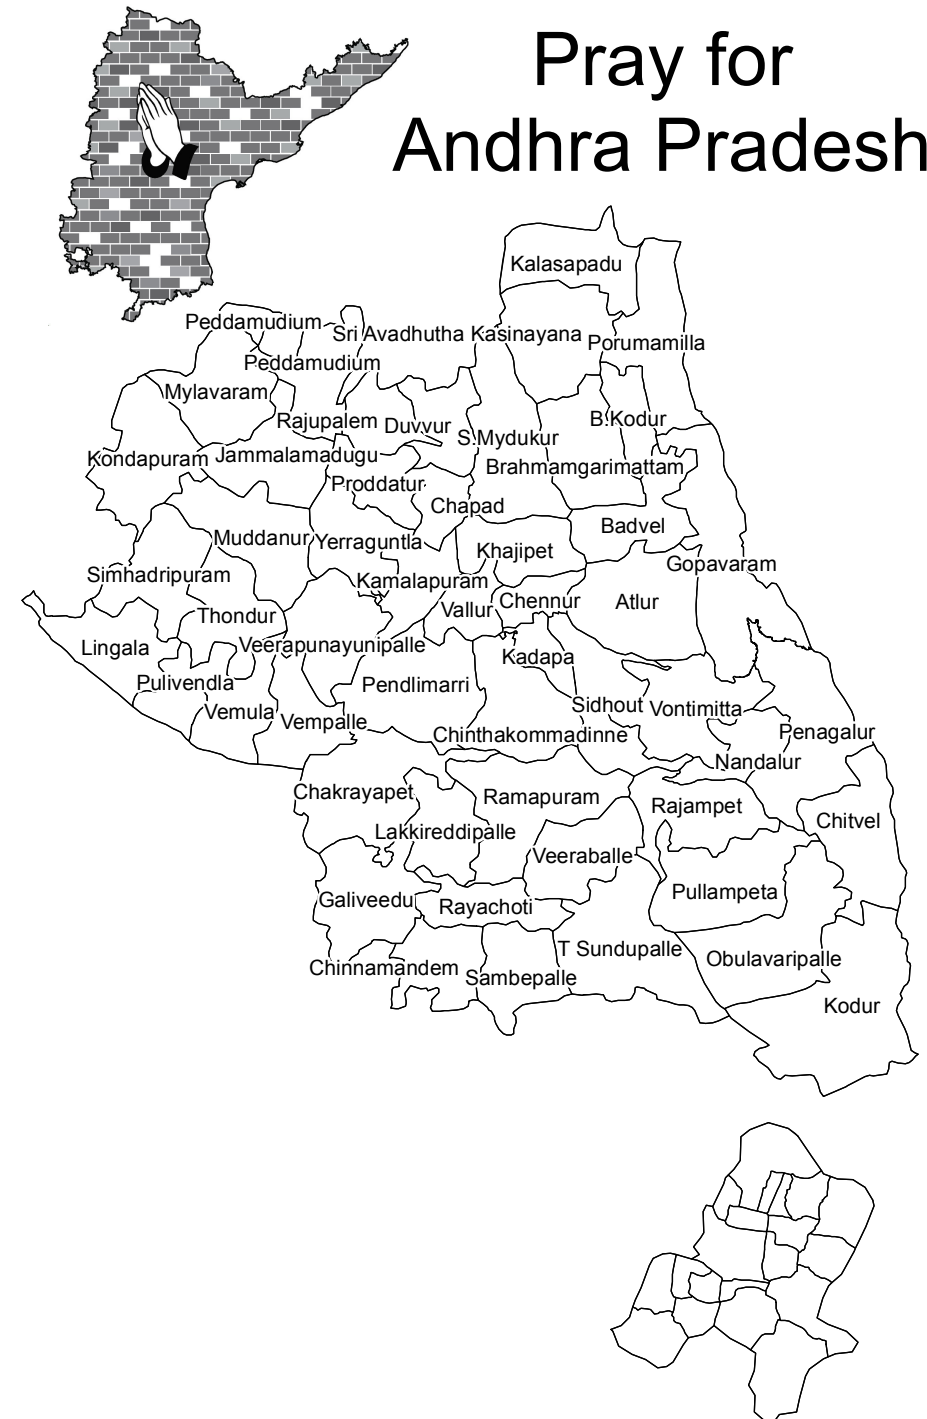 Pray for
Andhra Pradesh
Kalasapadu
Peddamudium
Sri Avadhutha Kasinayana
Porumamilla
Peddamudium
Mylavaram
Rajupalem
Duvvur
B.Kodur
S.Mydukur
Kondapuram
Jammalamadugu
Brahmamgarimattam
Proddatur
Chapad
Badvel
Muddanur
Yerraguntla
Khajipet
Gopavaram
Simhadripuram
Kamalapuram
Vallur
Chennur
Atlur
Thondur
Lingala
Veerapunayunipalle
Kadapa
Pulivendla
Pendlimarri
Vemula
Vempalle
Sidhout
Vontimitta
Chinthakommadinne
Penagalur
Nandalur
Chakrayapet
Ramapuram
Rajampet
Chitvel
Lakkireddipalle
Veeraballe
Galiveedu
Rayachoti
Pullampeta
T Sundupalle
Obulavaripalle
Chinnamandem
Sambepalle
Kodur